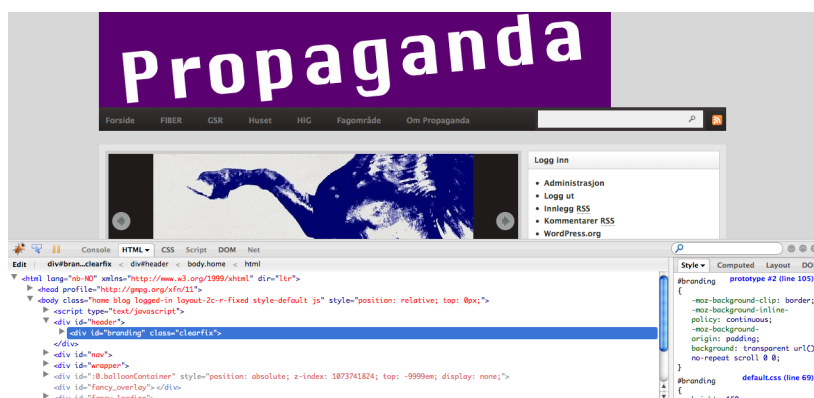 Propaganda
Forside FIBER GSR Huset HiG Fagområde Om Propaganda
Logg inn
Administrasjon
Logg ut
Innlegg RSS
Kommentarer RSS
WordPress.org
Console HTML CSS Script DOM Net
Edit div#bran...clearfix < div#header < body.home < html
<html lang="nb-NO" xmlns="http://www.w3.org/1999/xhtml" dir="ltr">
<head profile="http://gmpg.org/xfn/11">
<body class="home blog logged-in layout-2c-r-fixed style-default js" style="position: relative; top: 0px;">
<script type="text/javascript">
<div id="header">
<div id="branding" class="clearfix">
</div>
<div id="nav">
<div id="wrapper">
<div id=":0.balloonContainer" style="position: absolute; z-index: 1073741824; top: -9999em; display: none;">
<div id="fancy_overlay"></div>
<div id="fancy_loading">
Style Computed Layout DO
#branding prototype #2 (line 105)
{
-moz-background-clip: border;
-moz-background-inline-
policy: continuous;
-moz-background-
origin: padding;
background: transparent url()
no-repeat scroll 0 0;
}
#branding default.css (line 69)
{